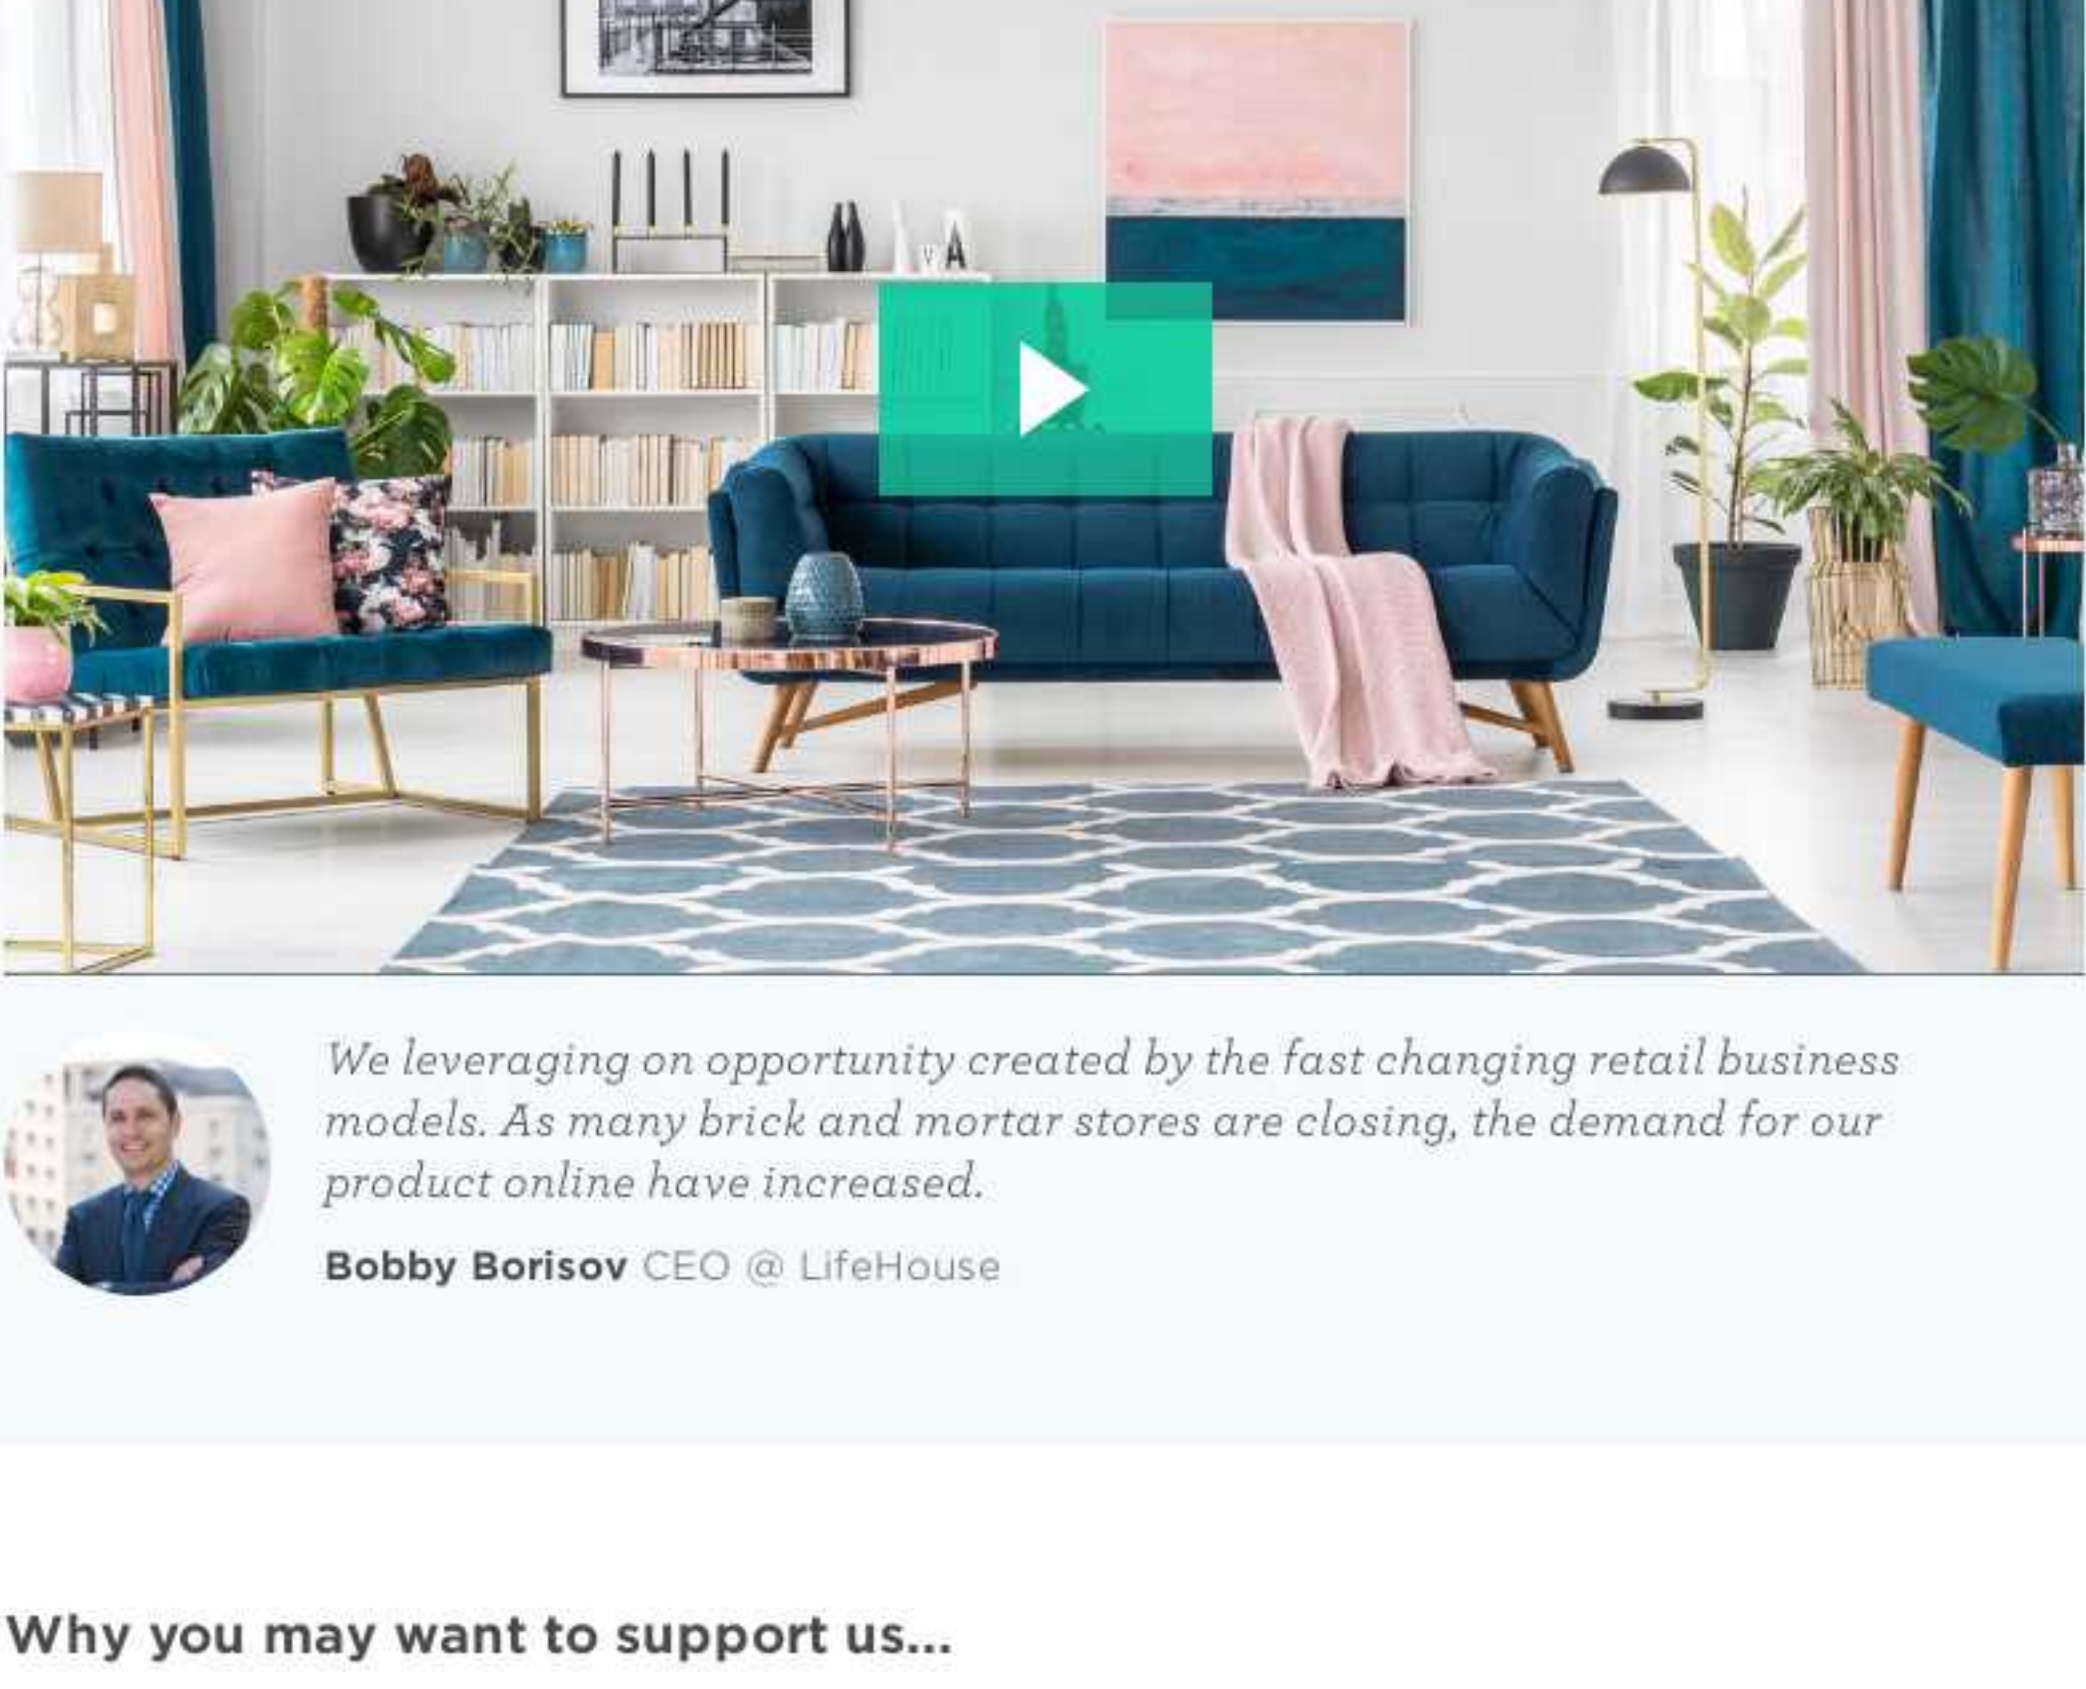 V A
We leveraging on opportunity created by the fast changing retail business
models. As many brick and mortar stores are closing, the demand for our
product online have increased.
Bobby Borisov CEO @ LifeHouse
Why you may want to support us...